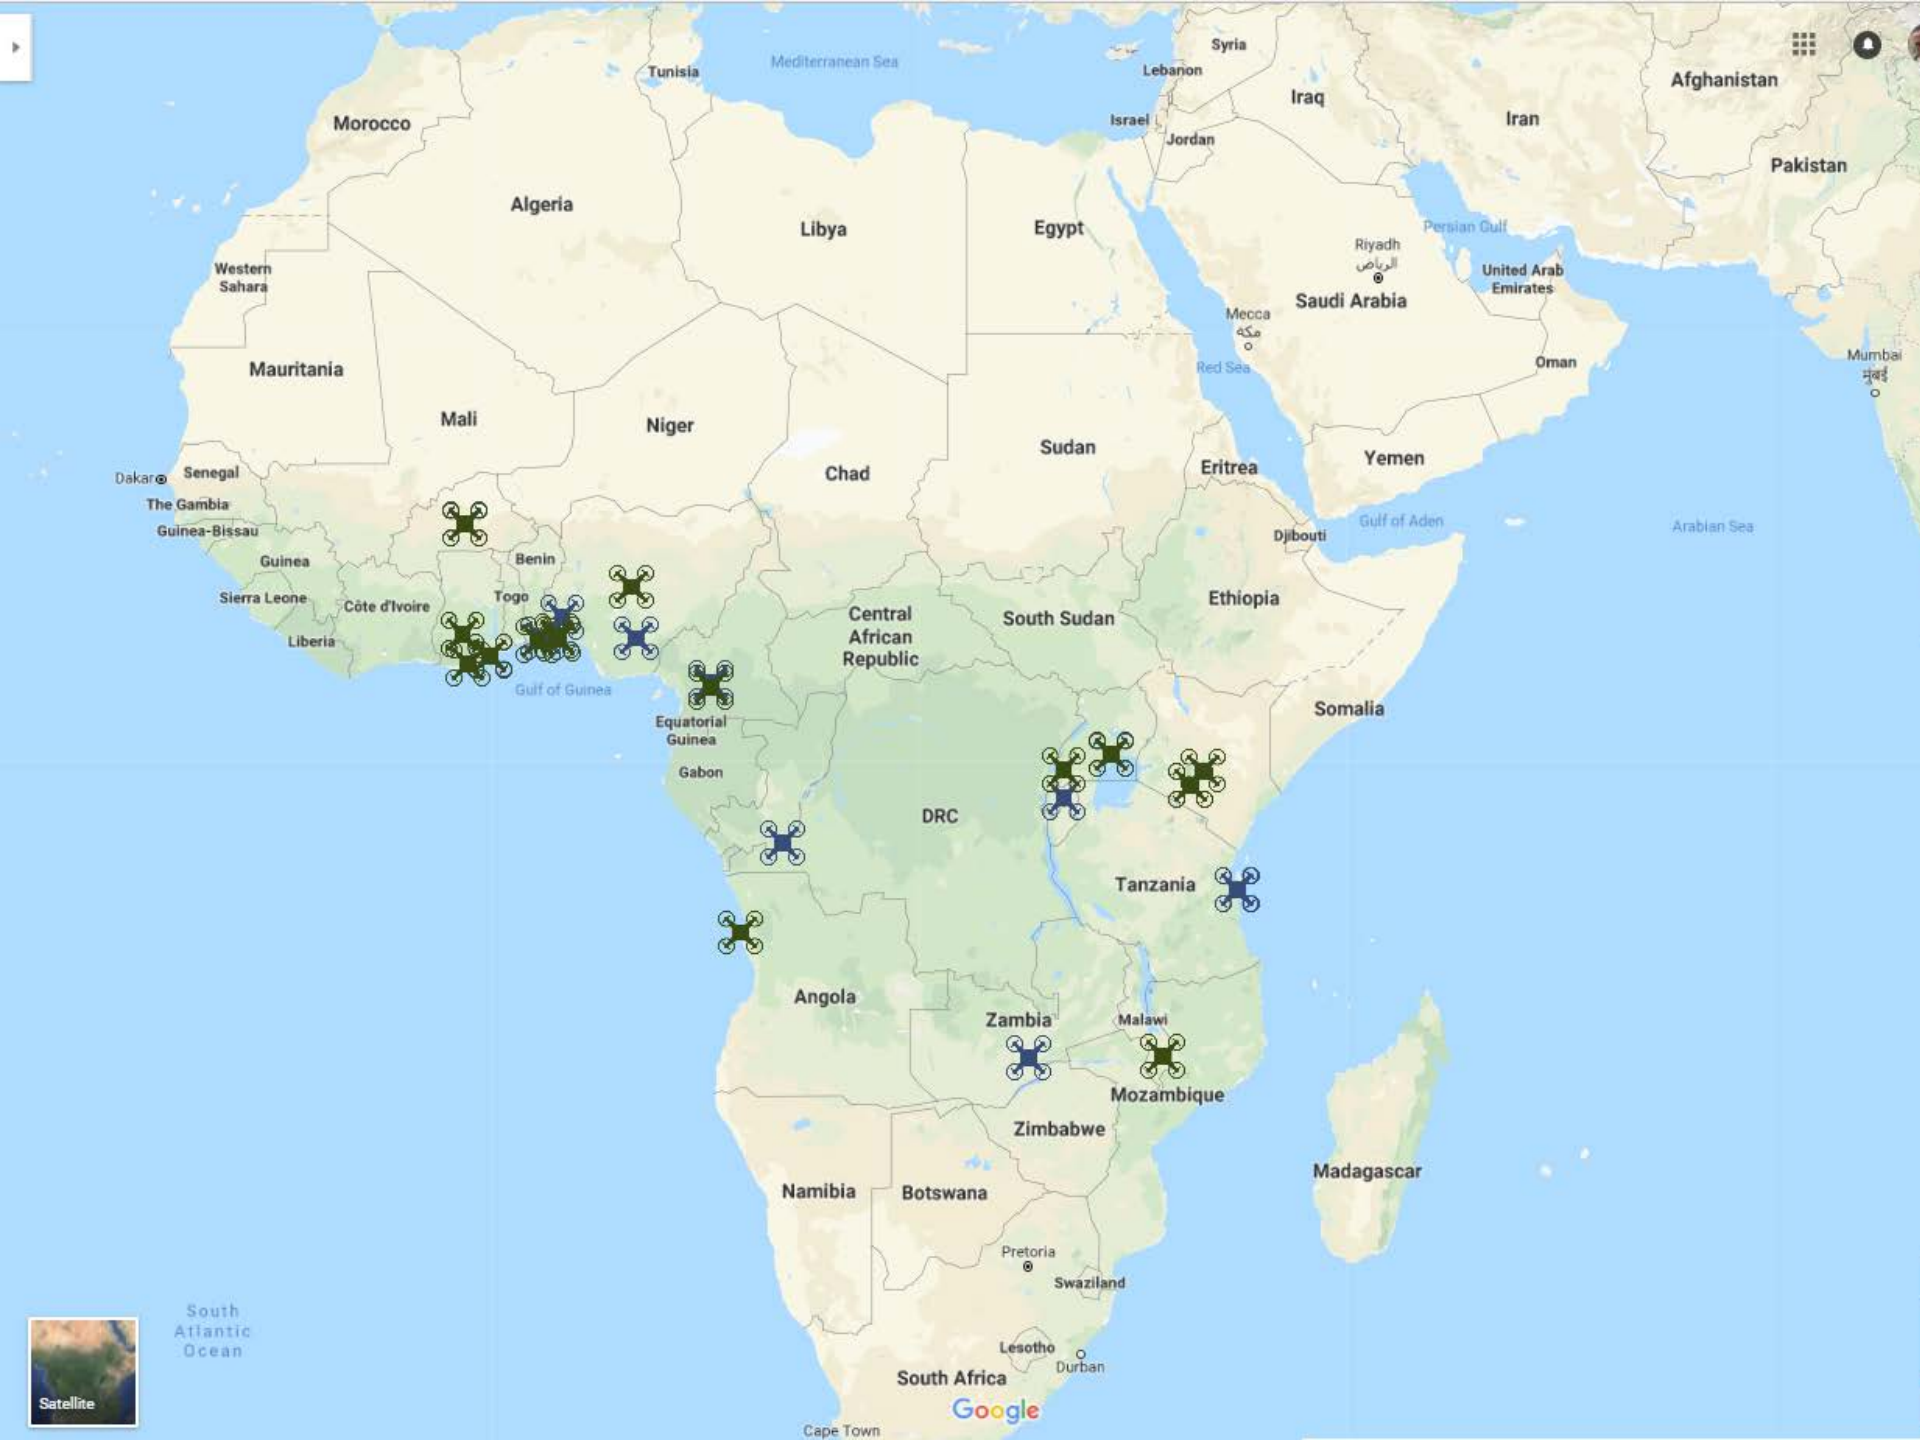 Syria
Tunisia
Mediterranean Sea
Lebanon
Afghanistan
Iraq
Morocco
Israel
Iran
Jordan
Pakistan
Algeria
Libya
Egypt
Persian Gulf
Riyadh
الرياض
Western
Sahara
United Arab
Emirates
Saudi Arabia
Mecca
مكة
Mauritania
Red Sea
Oman
Mumbai
मुंबई
Mali
Niger
Sudan
Yemen
Chad
Eritrea
Dakar
Senegal
The Gambia
Guinea-Bissau
Gulf of Aden
Arabian Sea
Djibouti
Guinea
Benin
Sierra Leone
Côte d'Ivoire
Togo
Ethiopia
Central
African
Republic
South Sudan
Liberia
Gulf of Guinea
Somalia
Equatorial
Guinea
Gabon
DRC
Tanzania
Angola
Zambia
Malawi
Mozambique
Zimbabwe
Madagascar
Namibia
Botswana
Pretoria
Swaziland
South
Atlantic
Ocean
Lesotho
Durban
South Africa
Satellite
Google
Cape Town